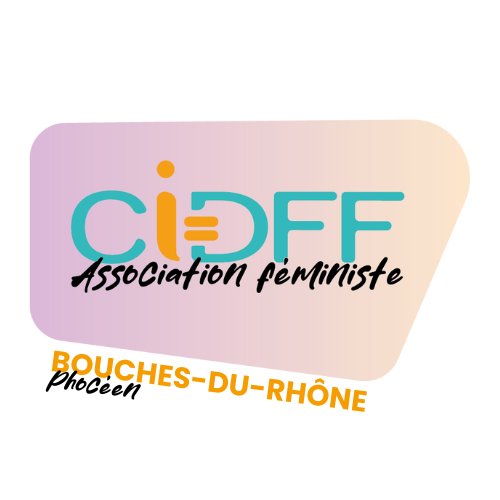 CiDFF
Association féministe
BOUCHES-DU-RHÔNE
Phocéen